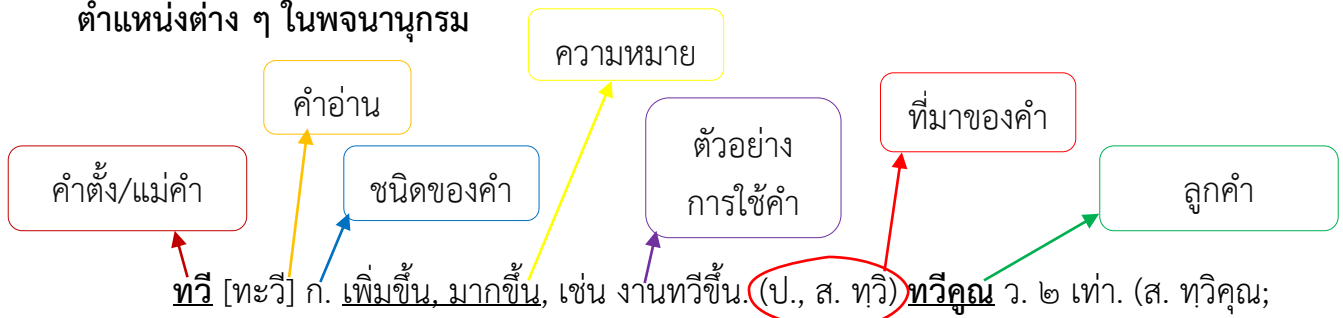 ตำแหน่งต่าง ๆ ในพจนานุกรม
ความหมาย
คำอ่าน
ที่มาของคำ
ตัวอย่าง
การใช้คำ
คำตั้ง/แม่คำ
ชนิดของคำ
ลูกคำ
ทวี [ทะวี] ก. เพิ่มขึ้น, มากขึ้น, เช่น งานทวีขึ้น. (ป., ส. ทฺวิ) ทวีคูณ ว. ๒ เท่า. (ส. ทฺวิคุณ;